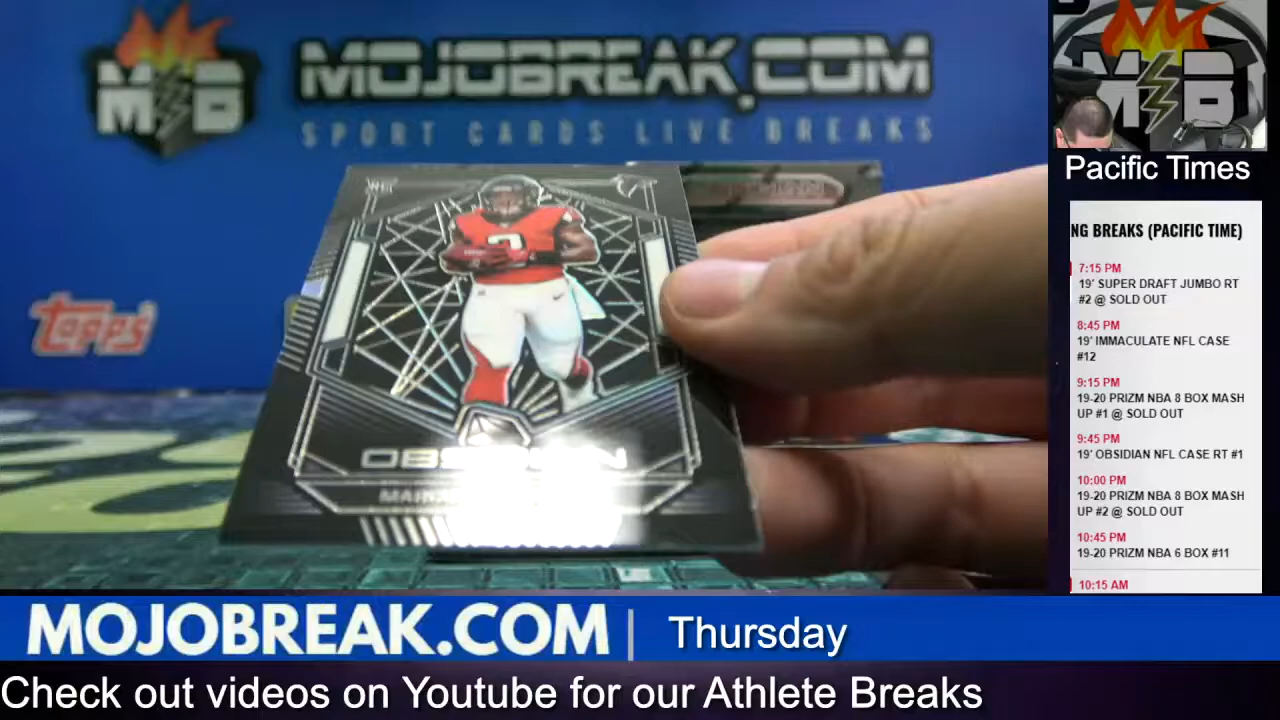 MOJOBREAK.COM
SPORT CARDS LIVE BREAKS
M B
topps
2
OBSIDIAN
M B
Pacific Times
NG BREAKS (PACIFIC TIME)
7:15 PM
19' SUPER DRAFT JUMBO RT
#2 @ SOLD OUT
8:45 PM
19' IMMACULATE NFL CASE
#12
9:15 PM
19-20 PRIZM NBA 8 BOX MASH
UP #1 @ SOLD OUT
9:45 PM
19' OBSIDIAN NFL CASE RT #1
10:00 PM
19-20 PRIZM NBA 8 BOX MASH
UP #2 @ SOLD OUT
10:45 PM
19-20 PRIZM NBA 6 BOX #11
10:15 AM
MOJOBREAK.COM | Thursday
Check out videos on Youtube for our Athlete Breaks